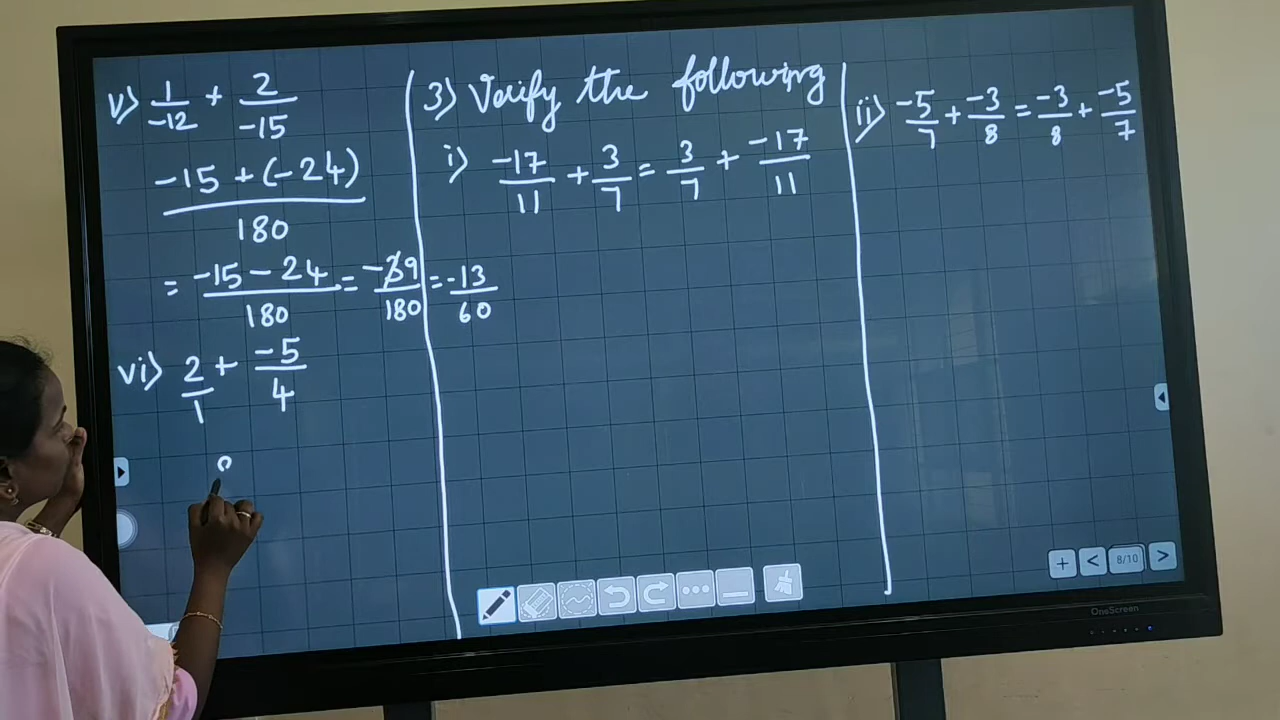 v) 1/-12 + 2/-15
-15 + (-24) / 180
= -15 - 24 / 180 = -39/180 = -13/60
vi) 2/1 + -5/4
8
3) Verify the following
i) -17/11 + 3/7 = 3/7 + -17/11
ii) -5/7 + -3/8 = -3/8 + -5/7
8/10
OneScreen